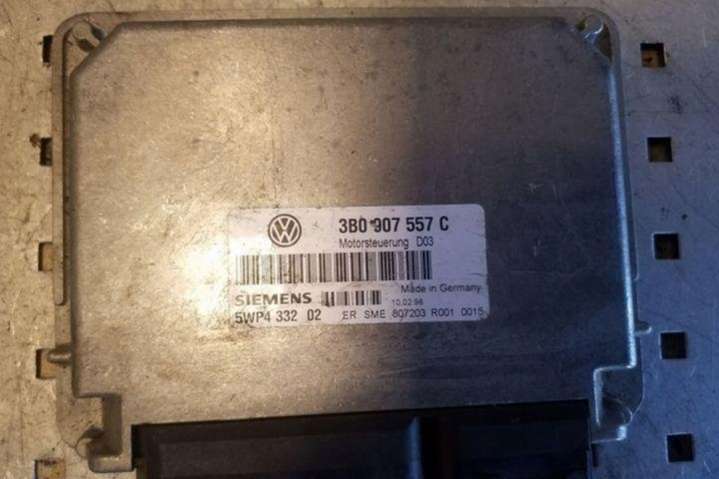 3B0 907 557 C
Motorsteuerung D03
Made in Germany
SIEMENS 10.02.98
5WP4 332 02 ER SME 807203 R001 0015